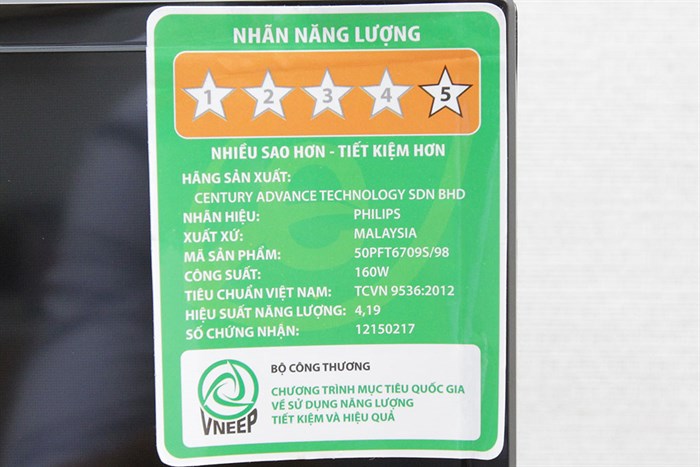 NHÃN NĂNG LƯỢNG
1 2 3 4 5
NHIỀU SAO HƠN - TIẾT KIỆM HƠN
HÃNG SẢN XUẤT:
CENTURY ADVANCE TECHNOLOGY SDN BHD
NHÃN HIỆU: PHILIPS
XUẤT XỨ: MALAYSIA
MÃ SẢN PHẨM: 50PFT6709S/98
CÔNG SUẤT: 160W
TIÊU CHUẨN VIỆT NAM: TCVN 9536:2012
HIỆU SUẤT NĂNG LƯỢNG: 4,19
SỐ CHỨNG NHẬN: 12150217
BỘ CÔNG THƯƠNG
CHƯƠNG TRÌNH MỤC TIÊU QUỐC GIA
VỀ SỬ DỤNG NĂNG LƯỢNG
TIẾT KIỆM VÀ HIỆU QUẢ
VNEEP